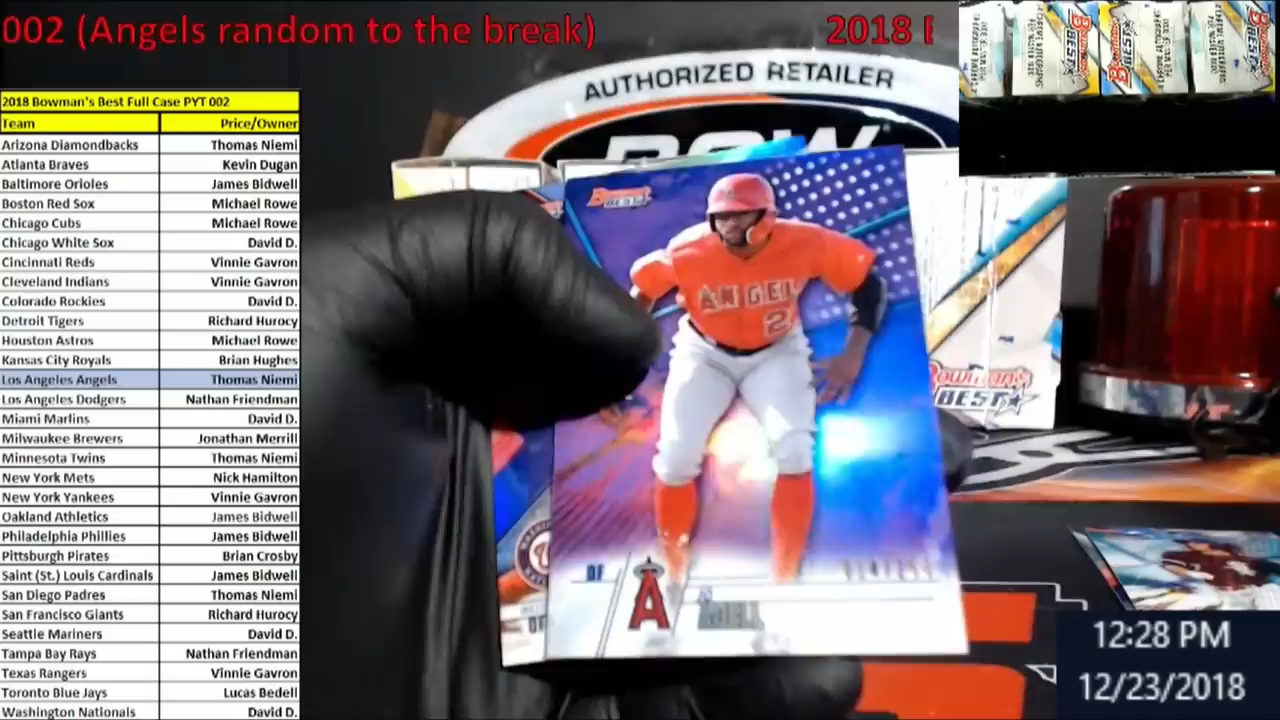 002 (Angels random to the break)
2018
2018 Bowman's Best Full Case PYT 002
Team Price/Owner
Arizona Diamondbacks Thomas Niemi
Atlanta Braves Kevin Dugan
Baltimore Orioles James Bidwell
Boston Red Sox Michael Rowe
Chicago Cubs Michael Rowe
Chicago White Sox David D.
Cincinnati Reds Vinnie Gavron
Cleveland Indians Vinnie Gavron
Colorado Rockies David D.
Detroit Tigers Richard Hurocy
Houston Astros Michael Rowe
Kansas City Royals Brian Hughes
Los Angeles Angels Thomas Niemi
Los Angeles Dodgers Nathan Friendman
Miami Marlins David D.
Milwaukee Brewers Jonathan Merrill
Minnesota Twins Thomas Niemi
New York Mets Nick Hamilton
New York Yankees Vinnie Gavron
Oakland Athletics James Bidwell
Philadelphia Phillies James Bidwell
Pittsburgh Pirates Brian Crosby
Saint (St.) Louis Cardinals James Bidwell
San Diego Padres Thomas Niemi
San Francisco Giants Richard Hurocy
Seattle Mariners David D.
Tampa Bay Rays Nathan Friendman
Texas Rangers Vinnie Gavron
Toronto Blue Jays Lucas Bedell
Washington Nationals David D.
AUTHORIZED RETAILER
Bowman's
BEST
ANGEL
2
OF
A
Bowman's
BEST
Bowman's
BEST
12:28 PM
12/23/2018